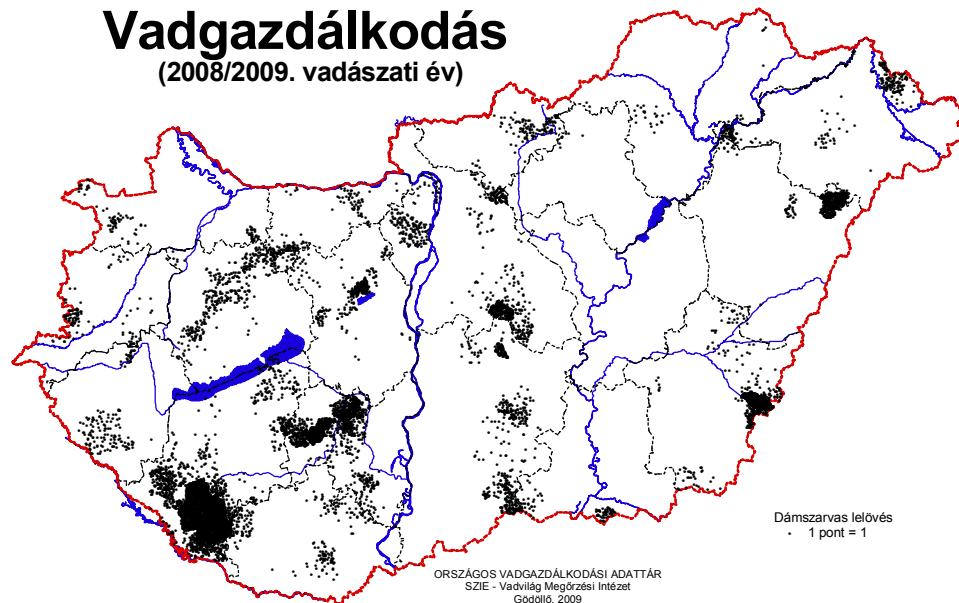 Vadgazdálkodás
(2008/2009. vadászati év)
Dámszarvas lelövés
1 pont = 1
ORSZÁGOS VADGAZDÁLKODÁSI ADATTÁR
SZIE - Vadvilág Megőrzési Intézet
Gödöllő, 2009